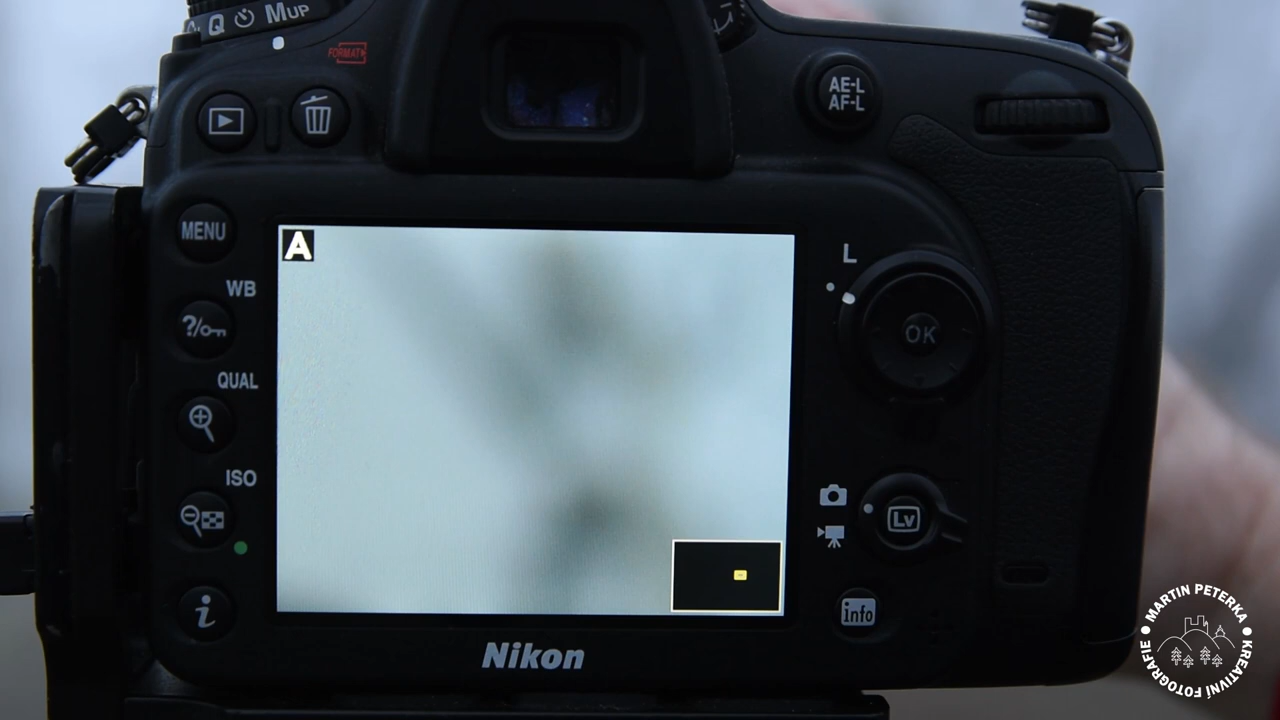 Q MUP
FORMAT
AE-L
AF-L
MENU
A
L
WB
?
OK
QUAL
ISO
Lv
i
info
Nikon
MARTIN PETERKA
KREATIVNÍ FOTOGRAFIE